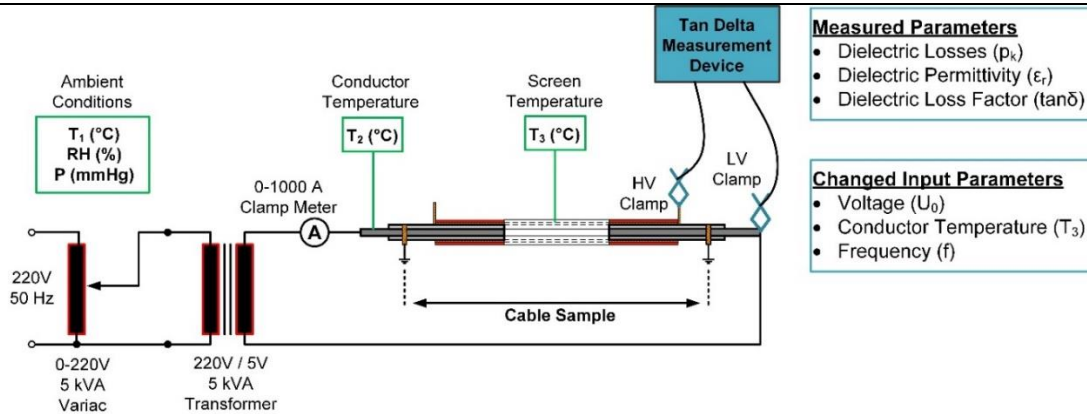 Ambient
Conditions
T₁ (°C)
RH (%)
P (mmHg)
Conductor
Temperature
T₂ (°C)
Screen
Temperature
T₃ (°C)
Tan Delta
Measurement
Device
HV
Clamp
LV
Clamp
0-1000 A
Clamp Meter
A
220V
50 Hz
0-220V
5 kVA
Variac
220V / 5V
5 kVA
Transformer
Cable Sample
Measured Parameters
• Dielectric Losses (pₖ)
• Dielectric Permittivity (εᵣ)
• Dielectric Loss Factor (tanδ)
Changed Input Parameters
• Voltage (U₀)
• Conductor Temperature (T₃)
• Frequency (f)